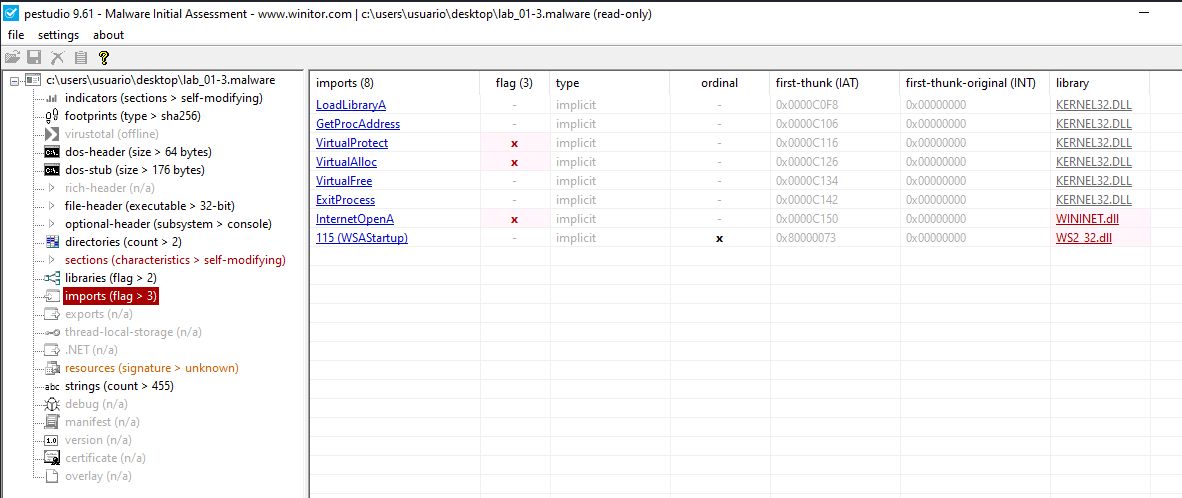 pestudio 9.61 - Malware Initial Assessment - www.winitor.com | c:\users\usuario\desktop\lab_01-3.malware (read-only)
file settings about
c:\users\usuario\desktop\lab_01-3.malware
indicators (sections > self-modifying)
footprints (type > sha256)
virustotal (offline)
dos-header (size > 64 bytes)
dos-stub (size > 176 bytes)
rich-header (n/a)
file-header (executable > 32-bit)
optional-header (subsystem > console)
directories (count > 2)
sections (characteristics > self-modifying)
libraries (flag > 2)
imports (flag > 3)
exports (n/a)
thread-local-storage (n/a)
.NET (n/a)
resources (signature > unknown)
abc strings (count > 455)
debug (n/a)
manifest (n/a)
1.0 version (n/a)
certificate (n/a)
overlay (n/a)
imports (8) flag (3) type ordinal first-thunk (IAT) first-thunk-original (INT) library
LoadLibraryA - implicit - 0x0000C0F8 0x00000000 KERNEL32.DLL
GetProcAddress - implicit - 0x0000C106 0x00000000 KERNEL32.DLL
VirtualProtect x implicit - 0x0000C116 0x00000000 KERNEL32.DLL
VirtualAlloc x implicit - 0x0000C126 0x00000000 KERNEL32.DLL
VirtualFree - implicit - 0x0000C134 0x00000000 KERNEL32.DLL
ExitProcess - implicit - 0x0000C142 0x00000000 KERNEL32.DLL
InternetOpenA x implicit - 0x0000C150 0x00000000 WININET.dll
115 (WSAStartup) - implicit x 0x80000073 0x00000000 WS2_32.dll